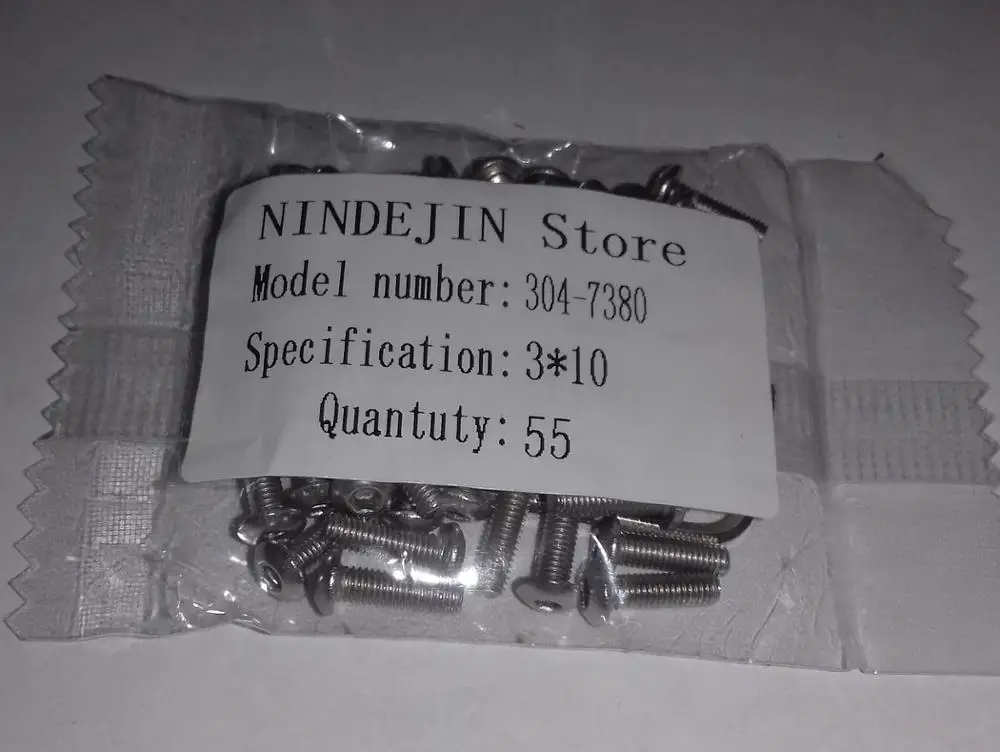 NINDEJIN Store
Model number: 304-7380
Specification: 3*10
Quantuty: 55